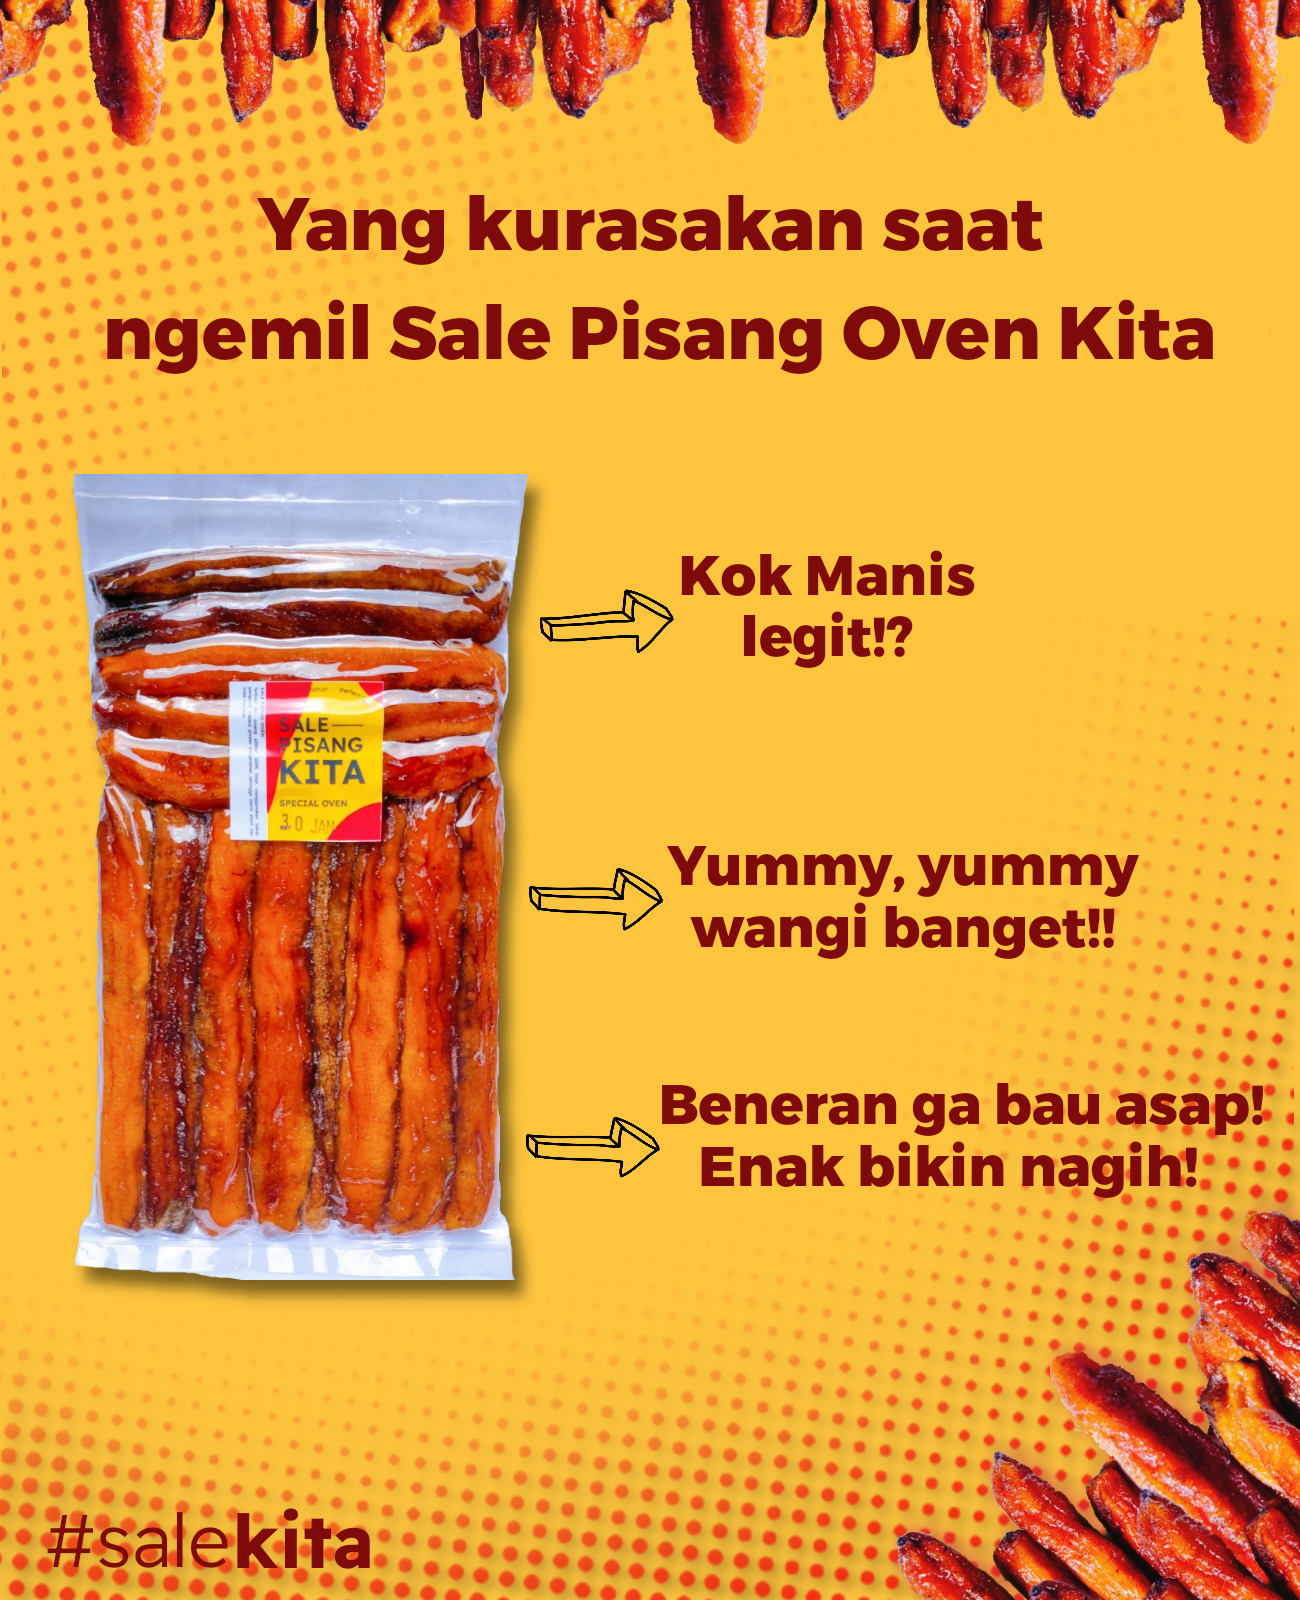 Yang kurasakan saat
ngemil Sale Pisang Oven Kita
Kok Manis
legit!?
Perfect
SALE
PISANG
KITA
SPECIAL OVEN
30 JAN
Yummy, yummy
wangi banget!!
Beneran ga bau asap!
Enak bikin nagih!
#salekita